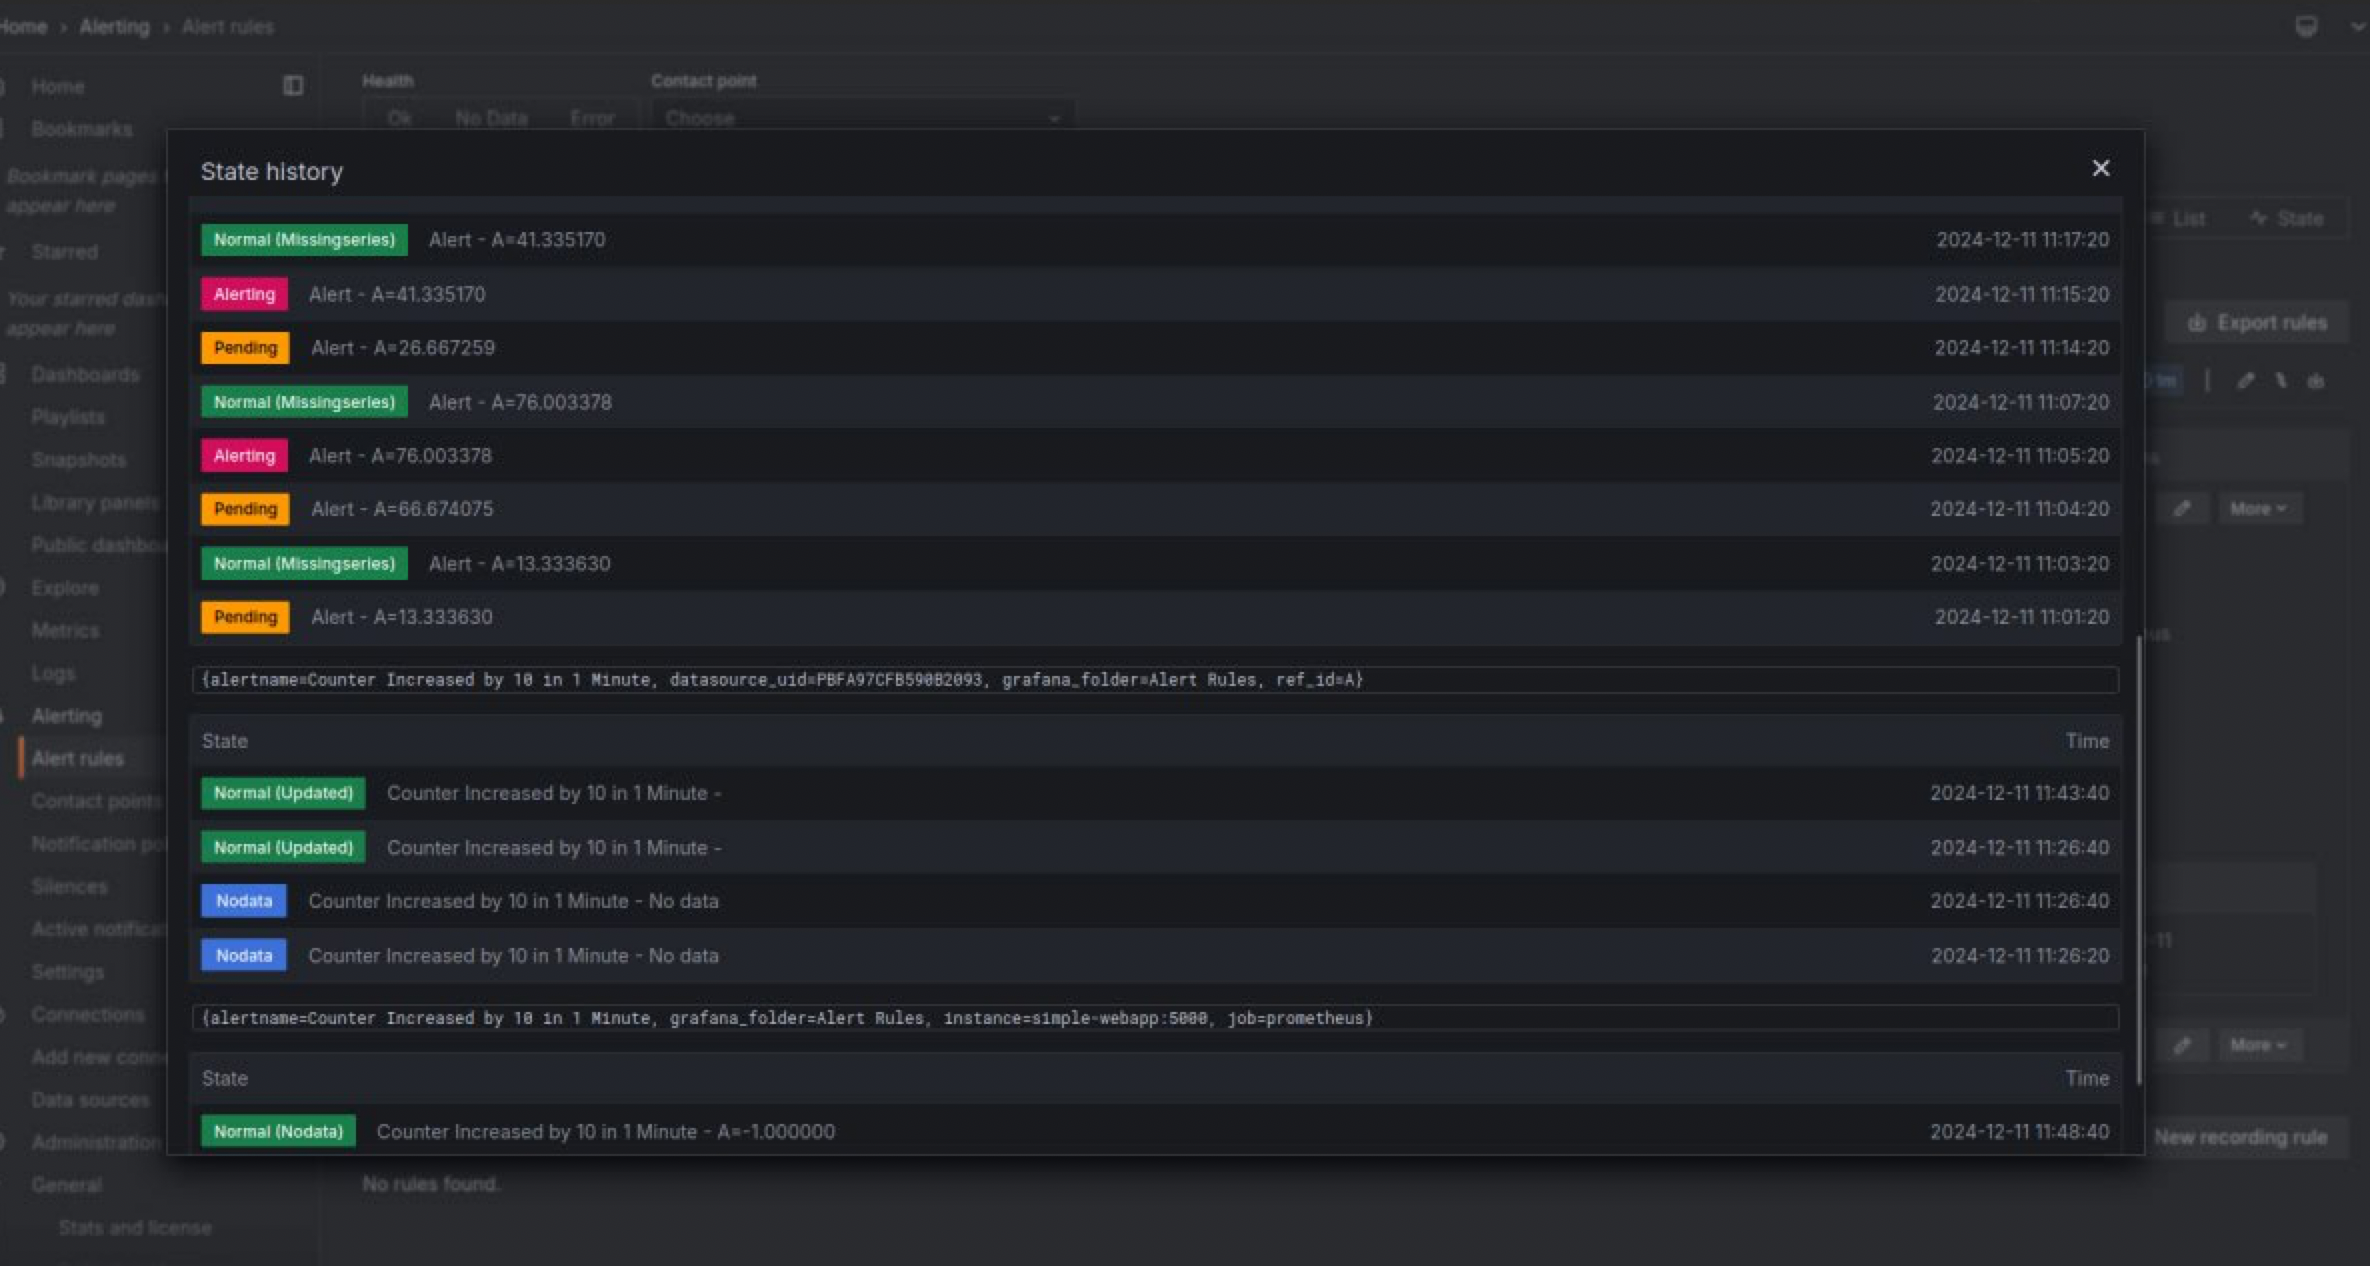 Home › Alerting › Alert rules
Home
Bookmarks
Bookmark pages
appear here
Starred
Your starred dash
appear here
Dashboards
Playlists
Snapshots
Library panels
Public dashbo
Explore
Metrics
Logs
Alerting
Alert rules
Contact points
Notification po
Silences
Active notificat
Settings
Connections
Add new conne
Data sources
Administration
General
Stats and license
Health
Ok No Data Error
Contact point
Choose
List State
Export rules
1m
More
More
New recording rule
No rules found.
State history
Normal (Missingseries) Alert - A=41.335170 2024-12-11 11:17:20
Alerting Alert - A=41.335170 2024-12-11 11:15:20
Pending Alert - A=26.667259 2024-12-11 11:14:20
Normal (Missingseries) Alert - A=76.003378 2024-12-11 11:07:20
Alerting Alert - A=76.003378 2024-12-11 11:05:20
Pending Alert - A=66.674075 2024-12-11 11:04:20
Normal (Missingseries) Alert - A=13.333630 2024-12-11 11:03:20
Pending Alert - A=13.333630 2024-12-11 11:01:20
{alertname=Counter Increased by 10 in 1 Minute, datasource_uid=PBFA97CFB590B2093, grafana_folder=Alert Rules, ref_id=A}
State Time
Normal (Updated) Counter Increased by 10 in 1 Minute - 2024-12-11 11:43:40
Normal (Updated) Counter Increased by 10 in 1 Minute - 2024-12-11 11:26:40
Nodata Counter Increased by 10 in 1 Minute - No data 2024-12-11 11:26:40
Nodata Counter Increased by 10 in 1 Minute - No data 2024-12-11 11:26:20
{alertname=Counter Increased by 10 in 1 Minute, grafana_folder=Alert Rules, instance=simple-webapp:5000, job=prometheus}
State Time
Normal (Nodata) Counter Increased by 10 in 1 Minute - A=-1.000000 2024-12-11 11:48:40